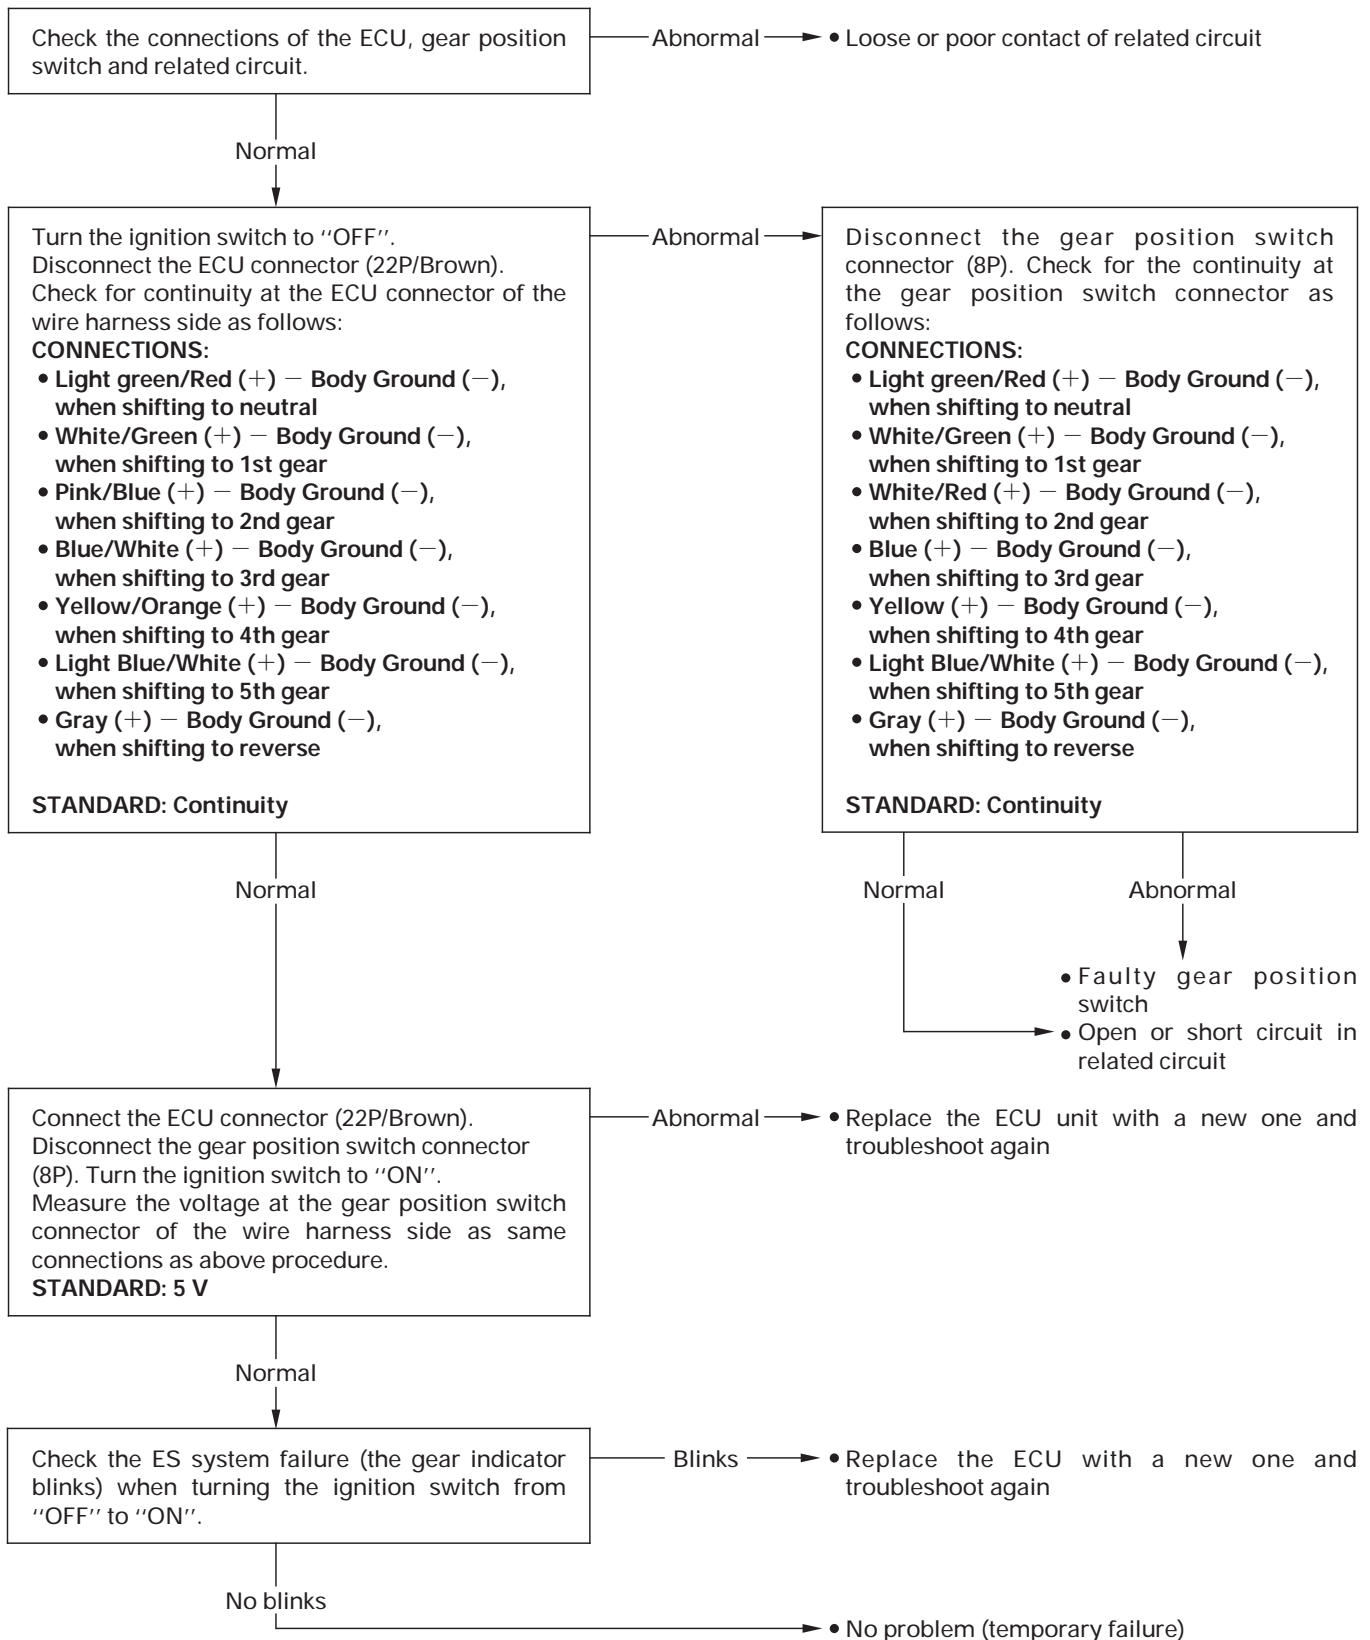 Check the connections of the ECU, gear position
switch and related circuit.
Abnormal
• Loose or poor contact of related circuit
Normal
Turn the ignition switch to ‘‘OFF’’.
Disconnect the ECU connector (22P/Brown).
Check for continuity at the ECU connector of the
wire harness side as follows:
CONNECTIONS:
• Light green/Red (+) – Body Ground (–),
when shifting to neutral
• White/Green (+) – Body Ground (–),
when shifting to 1st gear
• Pink/Blue (+) – Body Ground (–),
when shifting to 2nd gear
• Blue/White (+) – Body Ground (–),
when shifting to 3rd gear
• Yellow/Orange (+) – Body Ground (–),
when shifting to 4th gear
• Light Blue/White (+) – Body Ground (–),
when shifting to 5th gear
• Gray (+) – Body Ground (–),
when shifting to reverse
STANDARD: Continuity
Abnormal
Disconnect the gear position switch
connector (8P). Check for the continuity at
the gear position switch connector as
follows:
CONNECTIONS:
• Light green/Red (+) – Body Ground (–),
when shifting to neutral
• White/Green (+) – Body Ground (–),
when shifting to 1st gear
• White/Red (+) – Body Ground (–),
when shifting to 2nd gear
• Blue (+) – Body Ground (–),
when shifting to 3rd gear
• Yellow (+) – Body Ground (–),
when shifting to 4th gear
• Light Blue/White (+) – Body Ground (–),
when shifting to 5th gear
• Gray (+) – Body Ground (–),
when shifting to reverse
STANDARD: Continuity
Normal
Normal
Abnormal
• Faulty gear position
switch
• Open or short circuit in
related circuit
Connect the ECU connector (22P/Brown).
Disconnect the gear position switch connector
(8P). Turn the ignition switch to ‘‘ON’’.
Measure the voltage at the gear position switch
connector of the wire harness side as same
connections as above procedure.
STANDARD: 5 V
Abnormal
• Replace the ECU unit with a new one and
troubleshoot again
Normal
Check the ES system failure (the gear indicator
blinks) when turning the ignition switch from
‘‘OFF’’ to ‘‘ON’’.
Blinks
• Replace the ECU with a new one and
troubleshoot again
No blinks
• No problem (temporary failure)